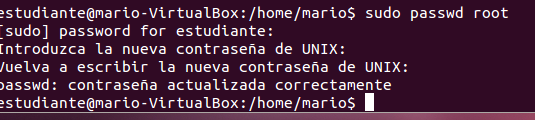 estudiante@mario-VirtualBox:/home/mario$ sudo passwd root
[sudo] password for estudiante:
Introduzca la nueva contraseña de UNIX:
Vuelva a escribir la nueva contraseña de UNIX:
passwd: contraseña actualizada correctamente
estudiante@mario-VirtualBox:/home/mario$